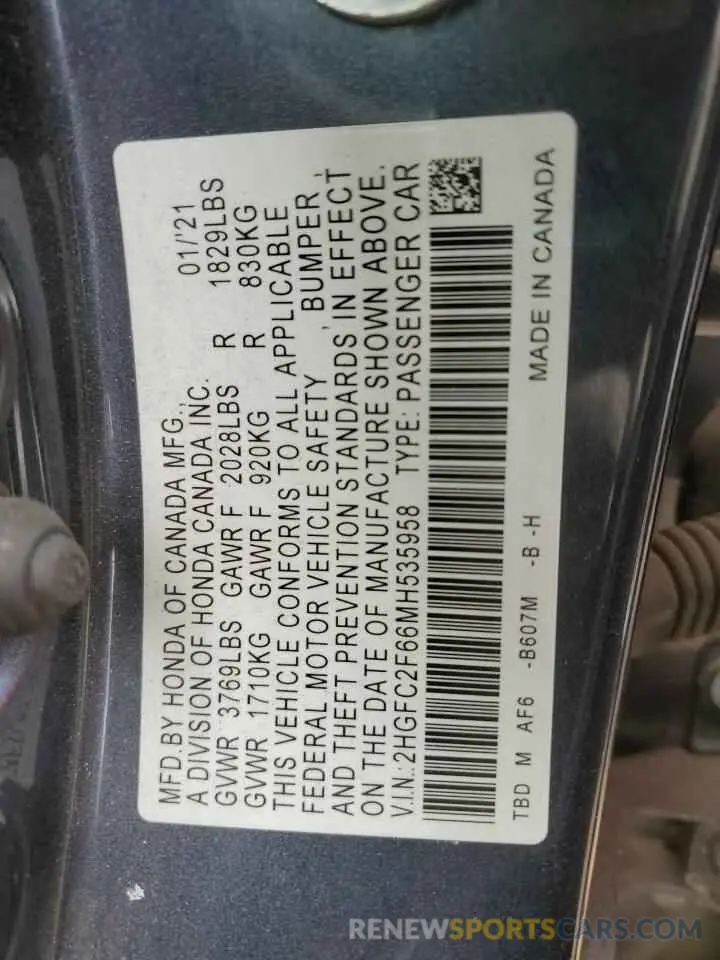 MFD.BY HONDA OF CANADA MFG., 01/'21
A DIVISION OF HONDA CANADA INC.
GVWR 3769LBS GAWR F 2028LBS R 1829LBS
GVWR 1710KG GAWR F 920KG R 830KG
THIS VEHICLE CONFORMS TO ALL APPLICABLE
FEDERAL MOTOR VEHICLE SAFETY, BUMPER,
AND THEFT PREVENTION STANDARDS IN EFFECT
ON THE DATE OF MANUFACTURE SHOWN ABOVE.
V.I.N.:2HGFC2F66MH535958 TYPE: PASSENGER CAR
TBD M AF6 -B607M -B -H MADE IN CANADA
RENEWSPORTSCARS.COM